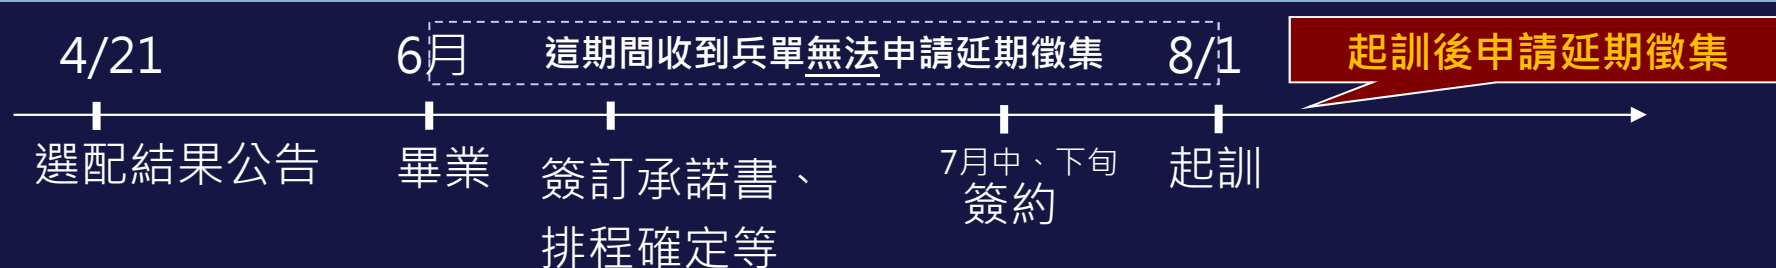 4/21
6月
這期間收到兵單無法申請延期徵集
8/1
起訓後申請延期徵集
選配結果公告
畢業
簽訂承諾書、
排程確定等
7月中、下旬
簽約
起訓